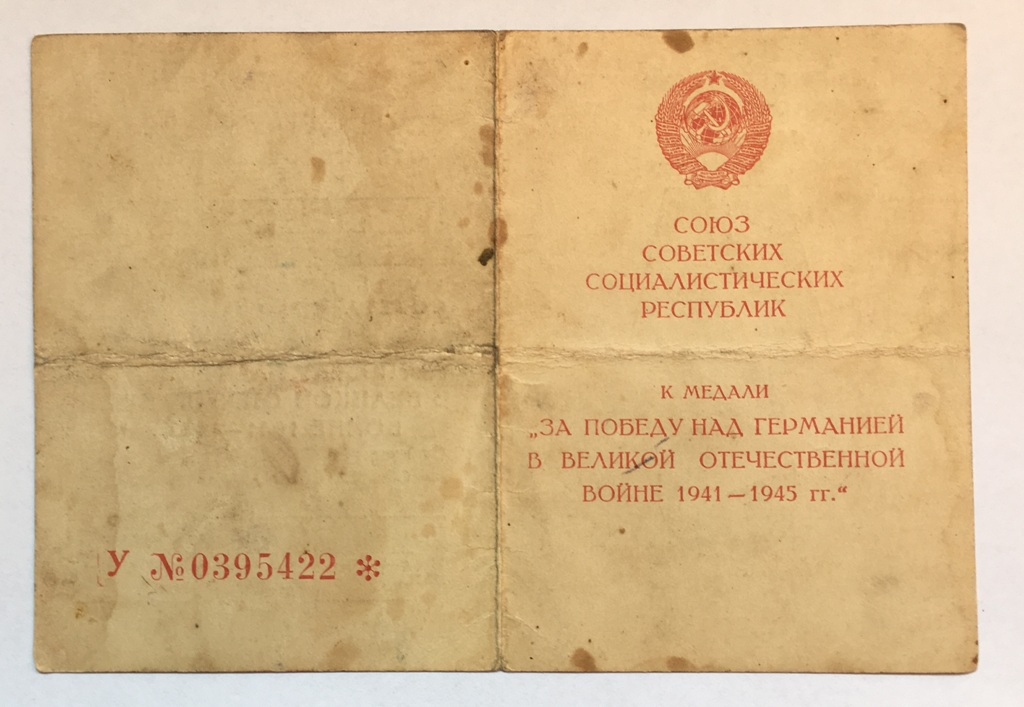 У №0395422 *
СОЮЗ
СОВЕТСКИХ
СОЦИАЛИСТИЧЕСКИХ
РЕСПУБЛИК
К МЕДАЛИ
„ЗА ПОБЕДУ НАД ГЕРМАНИЕЙ
В ВЕЛИКОЙ ОТЕЧЕСТВЕННОЙ
ВОЙНЕ 1941—1945 гг.“